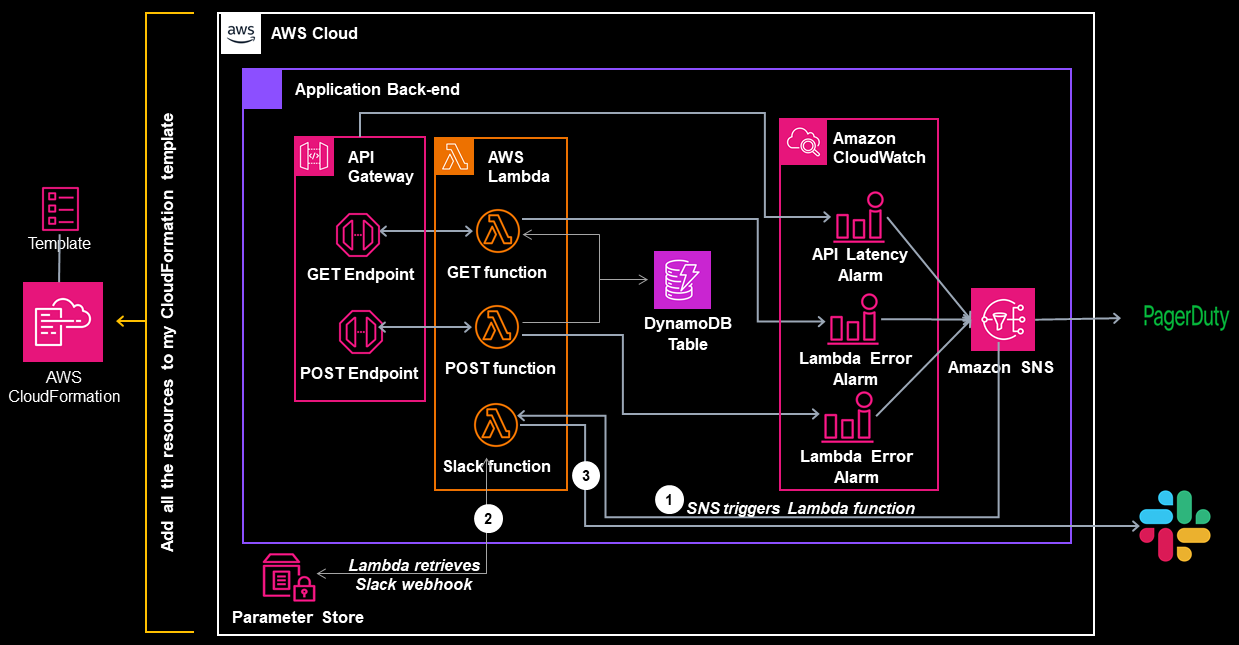 aws
AWS Cloud
Application Back-end
Add all the resources to my CloudFormation template
Template
AWS
CloudFormation
API
Gateway
GET Endpoint
POST Endpoint
AWS
Lambda
GET function
POST function
Slack function
DynamoDB
Table
Amazon
CloudWatch
API Latency
Alarm
Lambda Error
Alarm
Lambda Error
Alarm
Amazon SNS
PagerDuty
1
SNS triggers Lambda function
2
3
Lambda retrieves
Slack webhook
Parameter Store